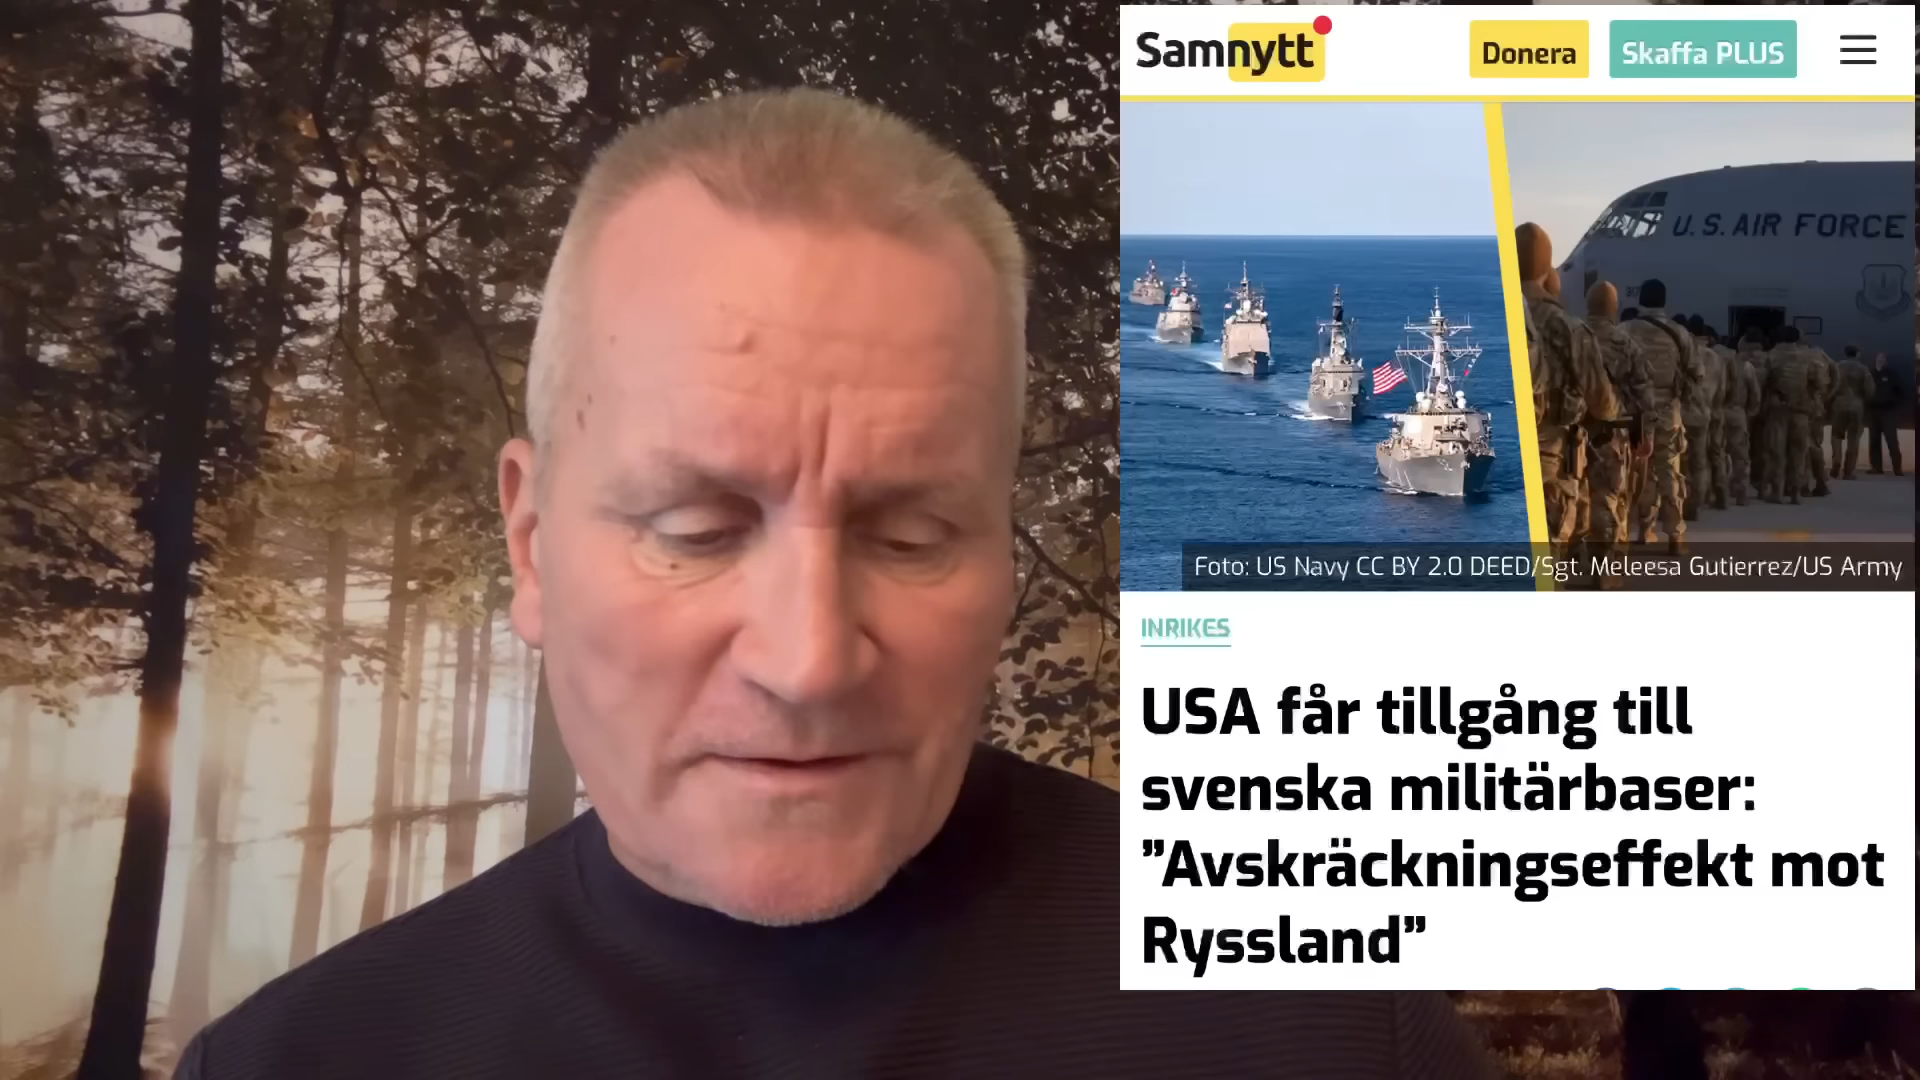 Samnytt
Donera
Skaffa PLUS
U.S. AIR FORCE
Foto: US Navy CC BY 2.0 DEED/Sgt. Meleesa Gutierrez/US Army
INRIKES
USA får tillgång till
svenska militärbaser:
”Avskräckningseffekt mot
Ryssland”